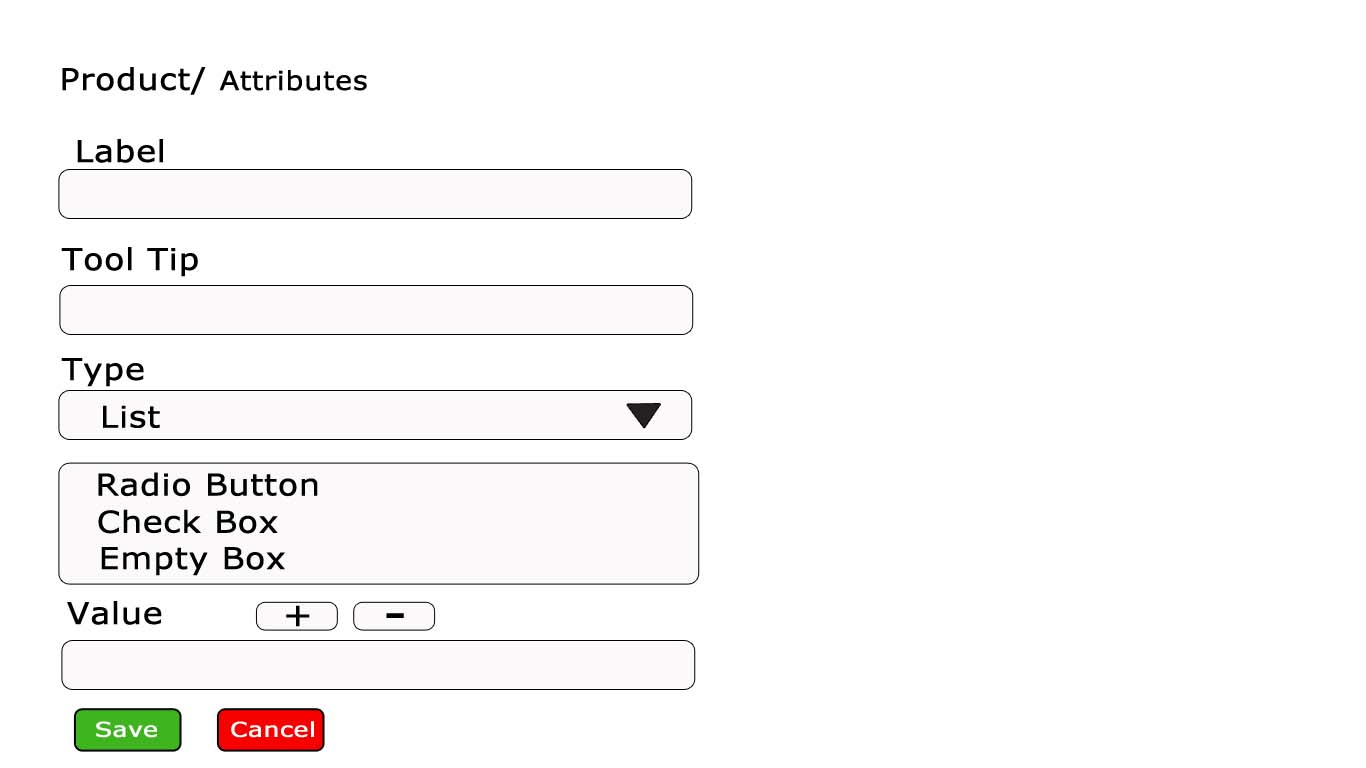 Product/ Attributes
Label
Tool Tip
Type
List
Radio Button
Check Box
Empty Box
Value + -
Save Cancel